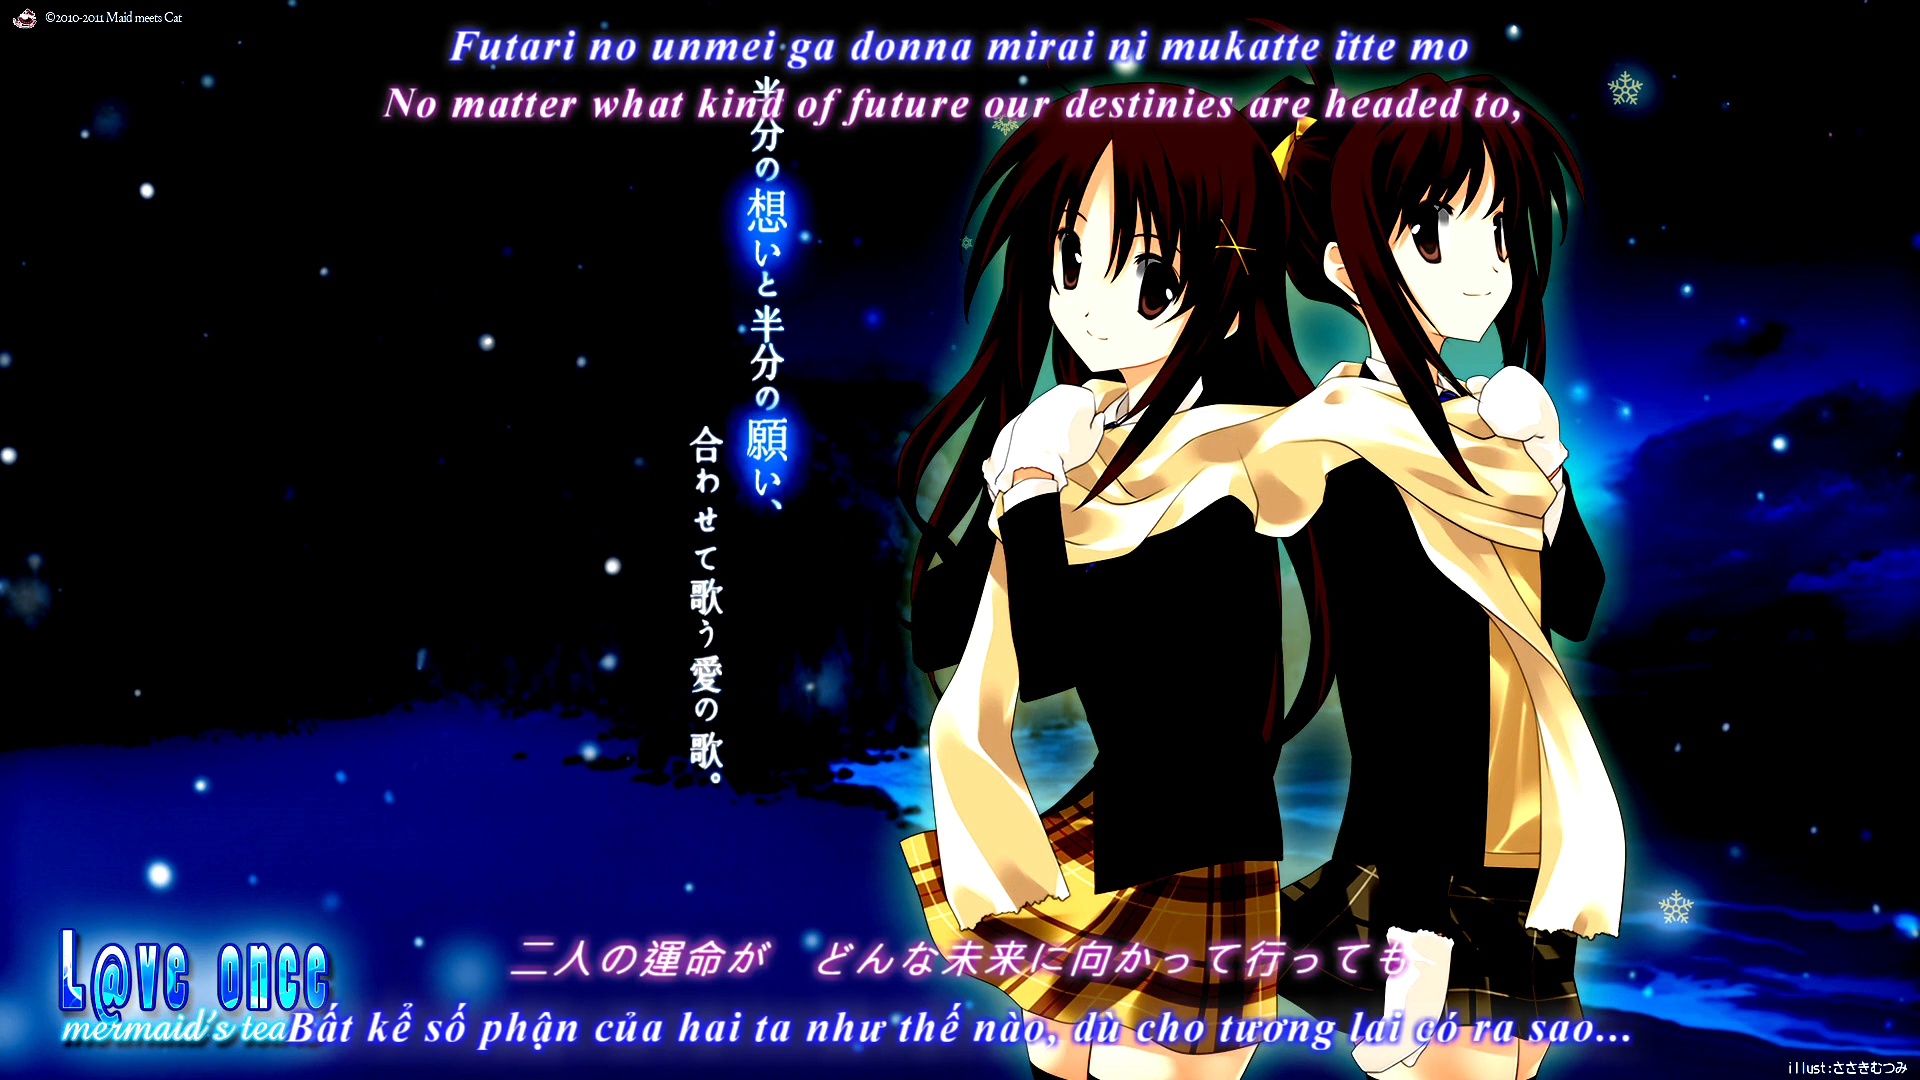 ©2010-2011 Maid meets Cat
Futari no unmei ga donna mirai ni mukatte itte mo
No matter what kind of future our destinies are headed to,
半分の想いと半分の願い、
合わせて歌う愛の歌。
二人の運命が　どんな未来に向かって行っても
L@ve once
mermaid's tea
Bất kể số phận của hai ta như thế nào, dù cho tương lai có ra sao...
illust:ささきむつみ